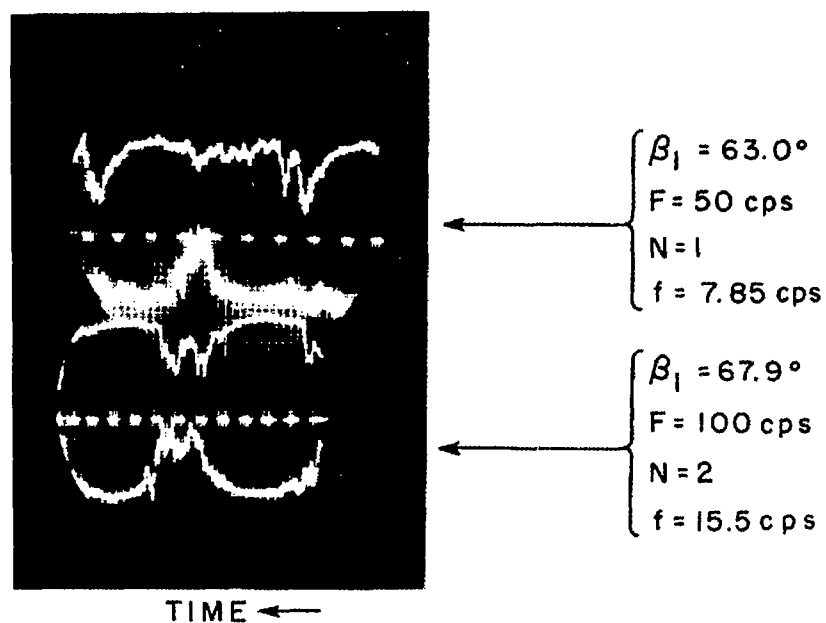 β₁ = 63.0°
F = 50 cps
N = 1
f = 7.85 cps
β₁ = 67.9°
F = 100 cps
N = 2
f = 15.5 cps
TIME